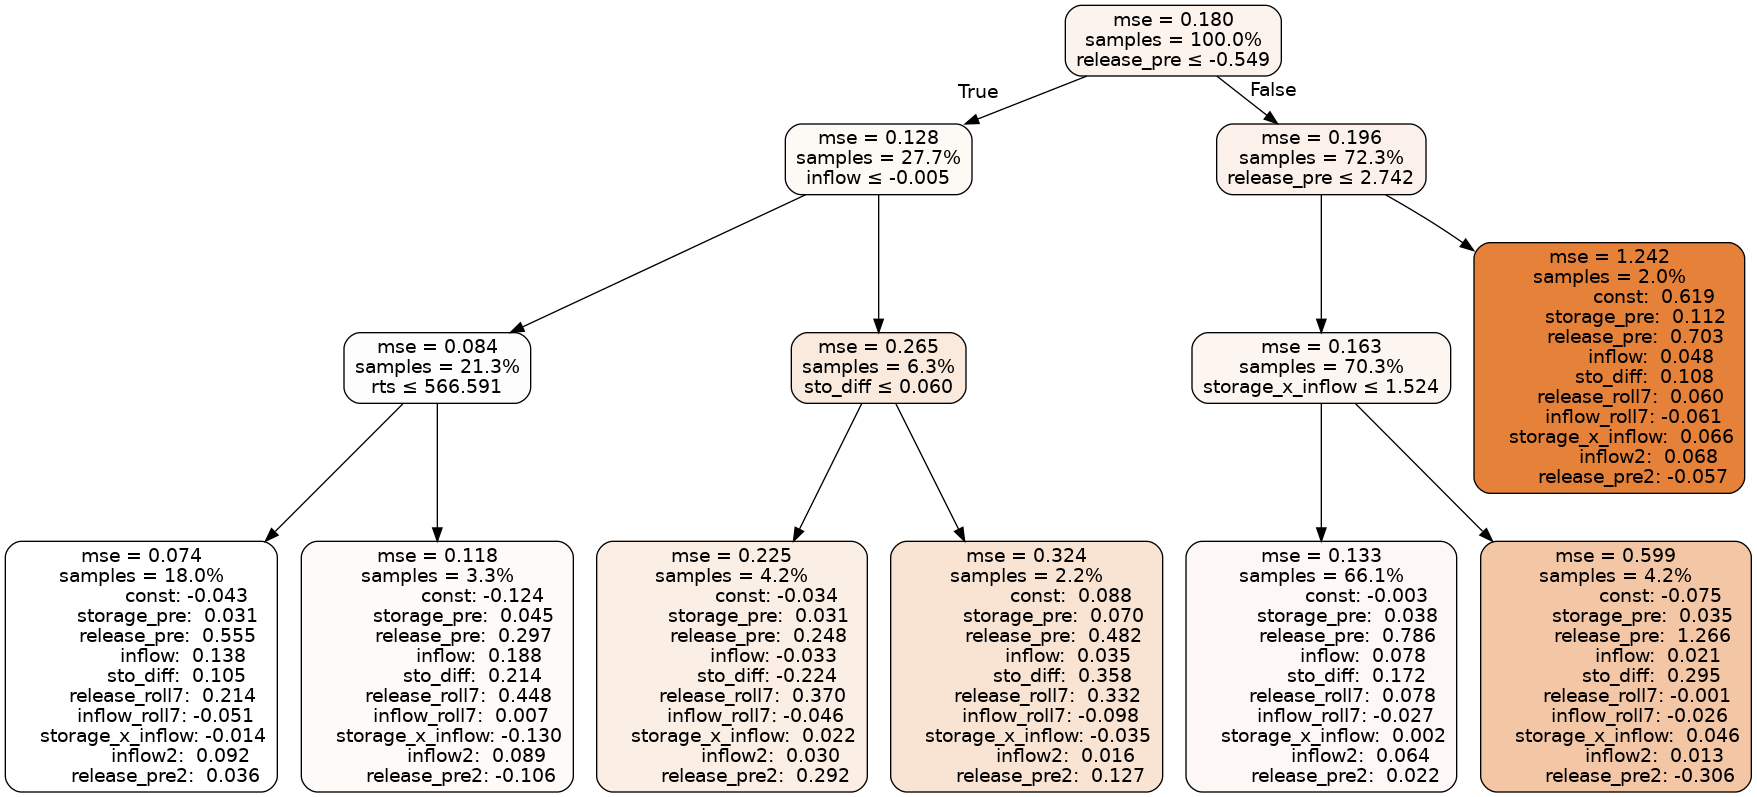 mse = 0.180
samples = 100.0%
release_pre ≤ -0.549
True
False
mse = 0.128
samples = 27.7%
inflow ≤ -0.005
mse = 0.196
samples = 72.3%
release_pre ≤ 2.742
mse = 1.242
samples = 2.0%
const: 0.619
storage_pre: 0.112
release_pre: 0.703
inflow: 0.048
sto_diff: 0.108
release_roll7: 0.060
inflow_roll7: -0.061
storage_x_inflow: 0.066
inflow2: 0.068
release_pre2: -0.057
mse = 0.084
samples = 21.3%
rts ≤ 566.591
mse = 0.265
samples = 6.3%
sto_diff ≤ 0.060
mse = 0.163
samples = 70.3%
storage_x_inflow ≤ 1.524
mse = 0.074
samples = 18.0%
const: -0.043
storage_pre: 0.031
release_pre: 0.555
inflow: 0.138
sto_diff: 0.105
release_roll7: 0.214
inflow_roll7: -0.051
storage_x_inflow: -0.014
inflow2: 0.092
release_pre2: 0.036
mse = 0.118
samples = 3.3%
const: -0.124
storage_pre: 0.045
release_pre: 0.297
inflow: 0.188
sto_diff: 0.214
release_roll7: 0.448
inflow_roll7: 0.007
storage_x_inflow: -0.130
inflow2: 0.089
release_pre2: -0.106
mse = 0.225
samples = 4.2%
const: -0.034
storage_pre: 0.031
release_pre: 0.248
inflow: -0.033
sto_diff: -0.224
release_roll7: 0.370
inflow_roll7: -0.046
storage_x_inflow: 0.022
inflow2: 0.030
release_pre2: 0.292
mse = 0.324
samples = 2.2%
const: 0.088
storage_pre: 0.070
release_pre: 0.482
inflow: 0.035
sto_diff: 0.358
release_roll7: 0.332
inflow_roll7: -0.098
storage_x_inflow: -0.035
inflow2: 0.016
release_pre2: 0.127
mse = 0.133
samples = 66.1%
const: -0.003
storage_pre: 0.038
release_pre: 0.786
inflow: 0.078
sto_diff: 0.172
release_roll7: 0.078
inflow_roll7: -0.027
storage_x_inflow: 0.002
inflow2: 0.064
release_pre2: 0.022
mse = 0.599
samples = 4.2%
const: -0.075
storage_pre: 0.035
release_pre: 1.266
inflow: 0.021
sto_diff: 0.295
release_roll7: -0.001
inflow_roll7: -0.026
storage_x_inflow: 0.046
inflow2: 0.013
release_pre2: -0.306